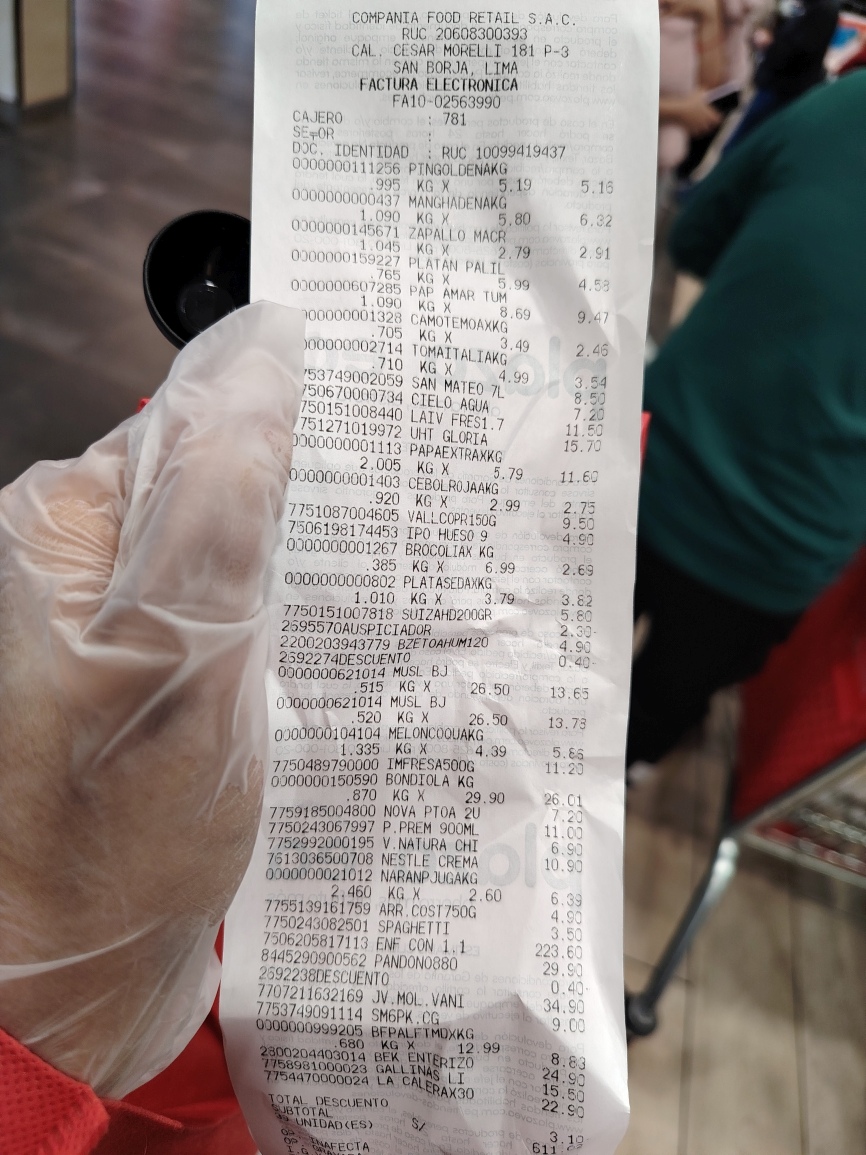 COMPANIA FOOD RETAIL S.A.C.
RUC 20608300393
CAL. CESAR MORELLI 181 P-3
SAN BORJA, LIMA
FACTURA ELECTRONICA
FA10-02563990
CAJERO : 781
SE┬OR :
DOC. IDENTIDAD : RUC 10099419437
0000000111256 PINGOLDENAKG
.995 KG X 5.19 5.16
0000000000437 MANGHADENAKG
1.090 KG X 5.80 6.32
0000000145671 ZAPALLO MACR
1.045 KG X 2.79 2.91
0000000159227 PLATAN PALIL
.765 KG X 5.99 4.58
0000000607285 PAP AMAR TUM
1.090 KG X 8.69 9.47
0000000001328 CAMOTEMOAXKG
.705 KG X 3.49 2.46
0000002714 TOMAITALIAKG
.710 KG X 4.99 3.54
753749002059 SAN MATEO 7L 8.50
750670000734 CIELO AGUA 7.20
750151008440 LAIV FRES1.7 11.50
751271019972 UHT GLORIA 15.70
0000000001113 PAPAEXTRAXKG
2.005 KG X 5.79 11.60
0000000001403 CEBOLROJAAKG
.920 KG X 2.99 2.75
7751087004605 VALLCOPR150G 9.50
7506198174453 IPO HUESO 9 4.90
0000000001267 BROCOLIAX KG
.385 KG X 6.99 2.69
0000000000802 PLATASEDAXKG
1.010 KG X 3.79 3.82
7750151007818 SUIZAHD200GR 5.80
2695570AUSPICIADOR 2.30-
2200203943779 BZETOAHUM120 4.90
2692274DESCUENTO 0.40-
0000000621014 MUSL BJ
.515 KG X 26.50 13.65
0000000621014 MUSL BJ
.520 KG X 26.50 13.78
0000000104104 MELONCOQUAKG
1.335 KG X 4.39 5.86
7750489790000 IMFRESA500G 11.20
0000000150590 BONDIOLA KG
.870 KG X 29.90 26.01
7759185004800 NOVA PTOA 2U 7.20
7750243067997 P.PREM 900ML 11.00
7752992000195 V.NATURA CHI 6.90
7613036500708 NESTLE CREMA 10.90
0000000021012 NARANPJUGAKG
2.460 KG X 2.60 6.39
7755139161759 ARR.COST750G 4.90
7750243082501 SPAGHETTI 3.50
7506205817113 ENF CON 1,1 223.60
8445290900562 PANDONO880 29.90
2692238DESCUENTO 0.40-
7707211632169 JV.MOL.VANI 34.90
7753749091114 SM6PK.CG 9.00
0000000999205 BFPALFTMDXKG
.680 KG X 12.99 8.83
2800204403014 BEK ENTERIZO 24.90
7758981000023 GALLINAS LI 15.50
7754470000024 LA CALERAX30 22.90
TOTAL DESCUENTO 3.10
SUBTOTAL S/
UNIDAD(ES)
OP. INAFECTA